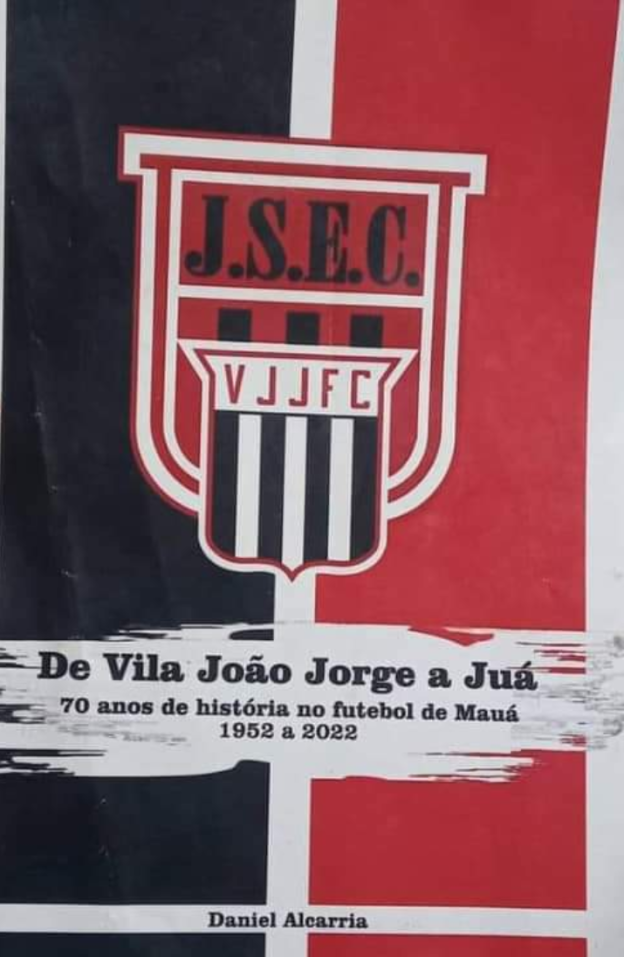 J.S.E.C.
VJJFC
De Vila João Jorge a Juá
70 anos de história no futebol de Mauá
1952 a 2022
Daniel Alcarria